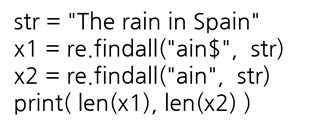 str = "The rain in Spain"
x1 = re.findall("ain$", str)
x2 = re.findall("ain", str)
print( len(x1), len(x2) )